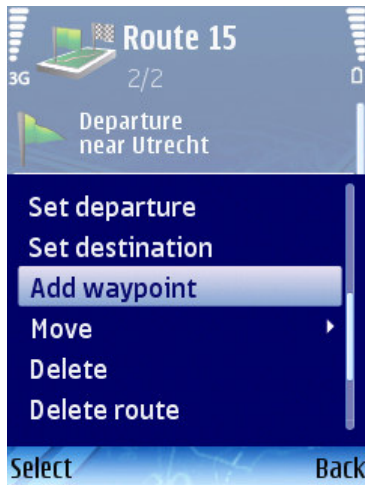 Route 15
3G
2/2
Departure
near Utrecht
Set departure
Set destination
Add waypoint
Move
Delete
Delete route
Select Back